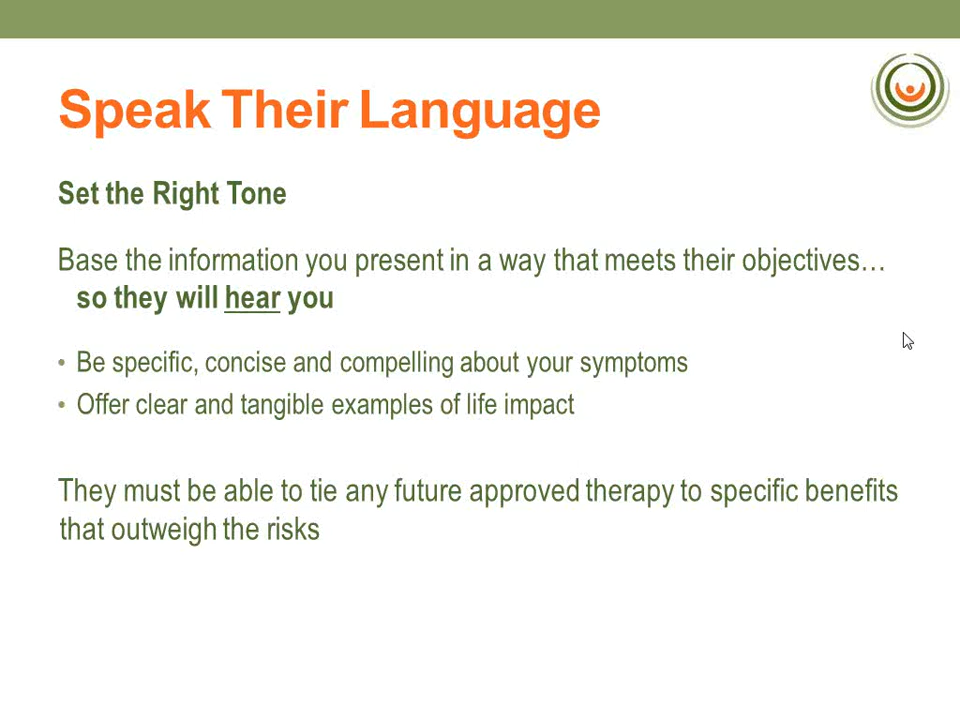 Speak Their Language
Set the Right Tone
Base the information you present in a way that meets their objectives…
so they will hear you
• Be specific, concise and compelling about your symptoms
• Offer clear and tangible examples of life impact
They must be able to tie any future approved therapy to specific benefits
that outweigh the risks